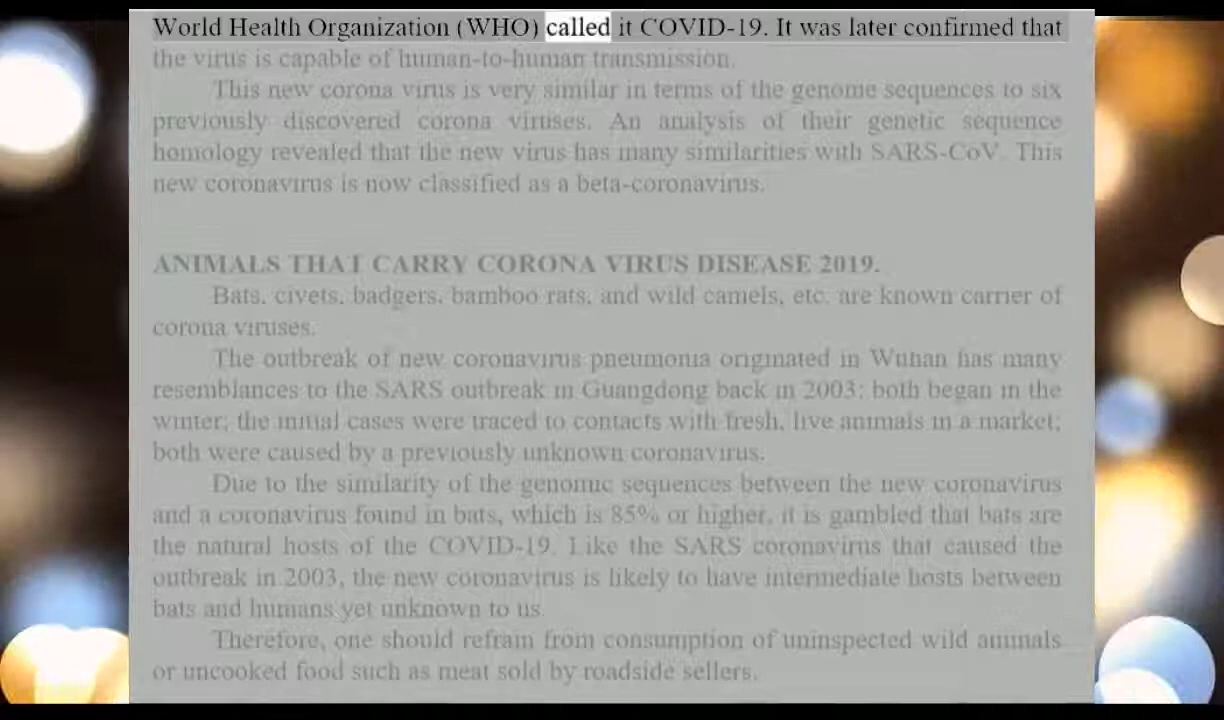 World Health Organization (WHO) called it COVID-19. It was later confirmed that
the virus is capable of human-to-human transmission.
This new corona virus is very similar in terms of the genome sequences to six
previously discovered corona viruses. An analysis of their genetic sequence
homology revealed that the new virus has many similarities with SARS-CoV. This
new coronavirus is now classified as a beta-coronavirus.
ANIMALS THAT CARRY CORONA VIRUS DISEASE 2019.
Bats, civets, badgers, bamboo rats, and wild camels, etc. are known carrier of
corona viruses.
The outbreak of new coronavirus pneumonia originated in Wuhan has many
resemblances to the SARS outbreak in Guangdong back in 2003; both began in the
winter; the initial cases were traced to contacts with fresh, live animals in a market;
both were caused by a previously unknown coronavirus.
Due to the similarity of the genomic sequences between the new coronavirus
and a coronavirus found in bats, which is 85% or higher, it is gambled that bats are
the natural hosts of the COVID-19. Like the SARS coronavirus that caused the
outbreak in 2003, the new coronavirus is likely to have intermediate hosts between
bats and humans yet unknown to us.
Therefore, one should refrain from consumption of uninspected wild animals
or uncooked food such as meat sold by roadside sellers.